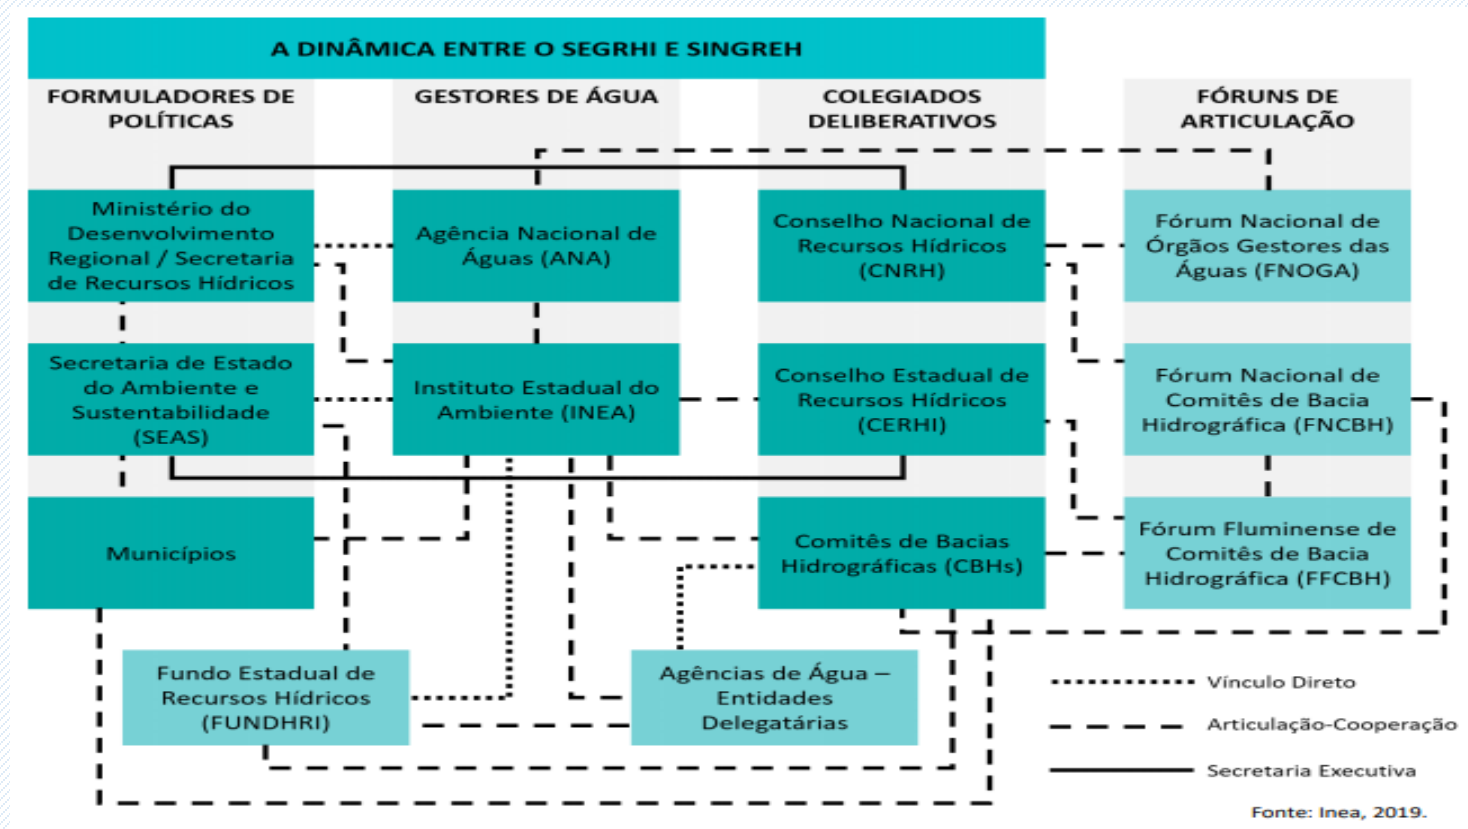 A DINÂMICA ENTRE O SEGRHI E SINGREH
FORMULADORES DE
POLÍTICAS
GESTORES DE ÁGUA
COLEGIADOS
DELIBERATIVOS
FÓRUNS DE
ARTICULAÇÃO
Ministério do
Desenvolvimento
Regional / Secretaria
de Recursos Hídricos
Agência Nacional de
Águas (ANA)
Conselho Nacional de
Recursos Hídricos
(CNRH)
Fórum Nacional de
Órgãos Gestores das
Águas (FNOGA)
Secretaria de Estado
do Ambiente e
Sustentabilidade
(SEAS)
Instituto Estadual do
Ambiente (INEA)
Conselho Estadual de
Recursos Hídricos
(CERHI)
Fórum Nacional de
Comitês de Bacia
Hidrográfica (FNCBH)
Municípios
Comitês de Bacias
Hidrográficas (CBHs)
Fórum Fluminense de
Comitês de Bacia
Hidrográfica (FFCBH)
Fundo Estadual de
Recursos Hídricos
(FUNDHRI)
Agências de Água –
Entidades
Delegatárias
Vínculo Direto
Articulação-Cooperação
Secretaria Executiva
Fonte: Inea, 2019.